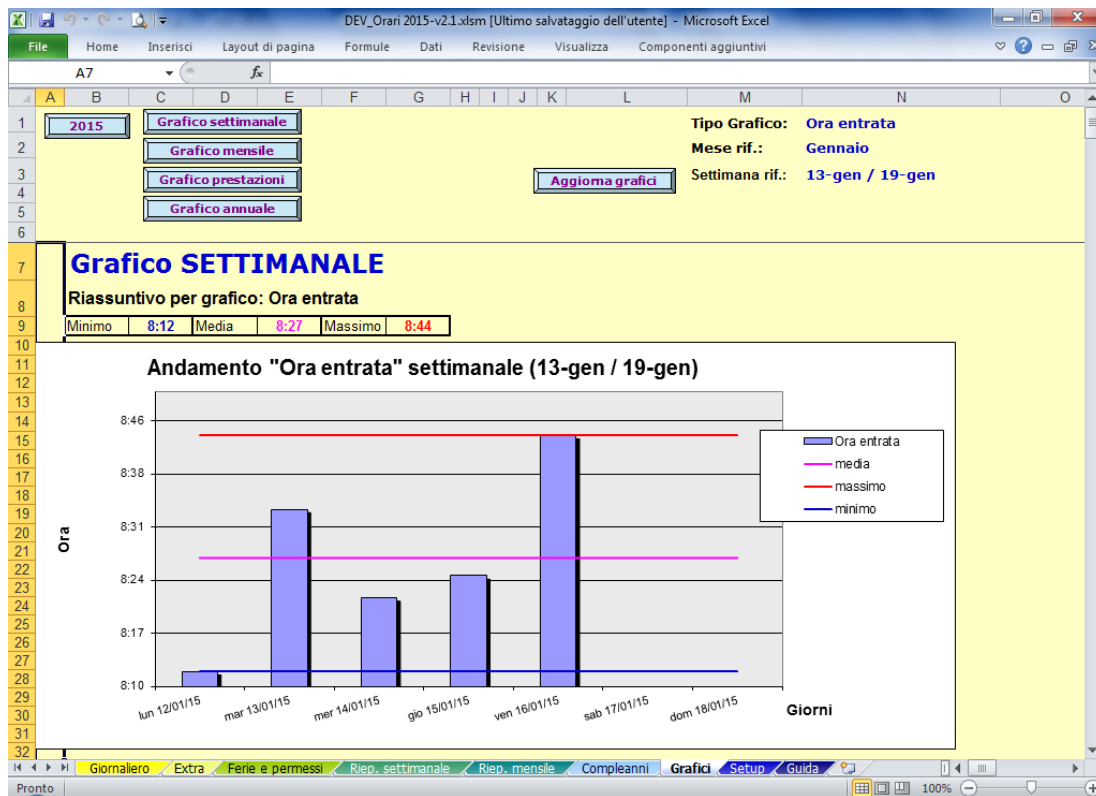 DEV_Orari 2015-v2.1.xlsm [Ultimo salvataggio dell'utente] - Microsoft Excel
File Home Inserisci Layout di pagina Formule Dati Revisione Visualizza Componenti aggiuntivi
A7 fx
A B C D E F G H I J K L M N O
1 2015 Grafico settimanale Tipo Grafico: Ora entrata
2 Grafico mensile Mese rif.: Gennaio
3 Grafico prestazioni Aggiorna grafici Settimana rif.: 13-gen / 19-gen
4
5 Grafico annuale
6
7 Grafico SETTIMANALE
8 Riassuntivo per grafico: Ora entrata
9 Minimo 8:12 Media 8:27 Massimo 8:44
10
11 Andamento "Ora entrata" settimanale (13-gen / 19-gen)
12
13
14 8:46
15 Ora entrata
16 media
17 8:38
18 massimo
19 minimo
20 8:31
21 Ora
22
23 8:24
24
25 8:17
26
27
28 8:10
29 lun 12/01/15 mar 13/01/15 mer 14/01/15 gio 15/01/15 ven 16/01/15 sab 17/01/15 dom 18/01/15
30 Giorni
31
32
Giornaliero Extra Ferie e permessi Riep. settimanale Riep. mensile Compleanni Grafici Setup Guida
Pronto 100%